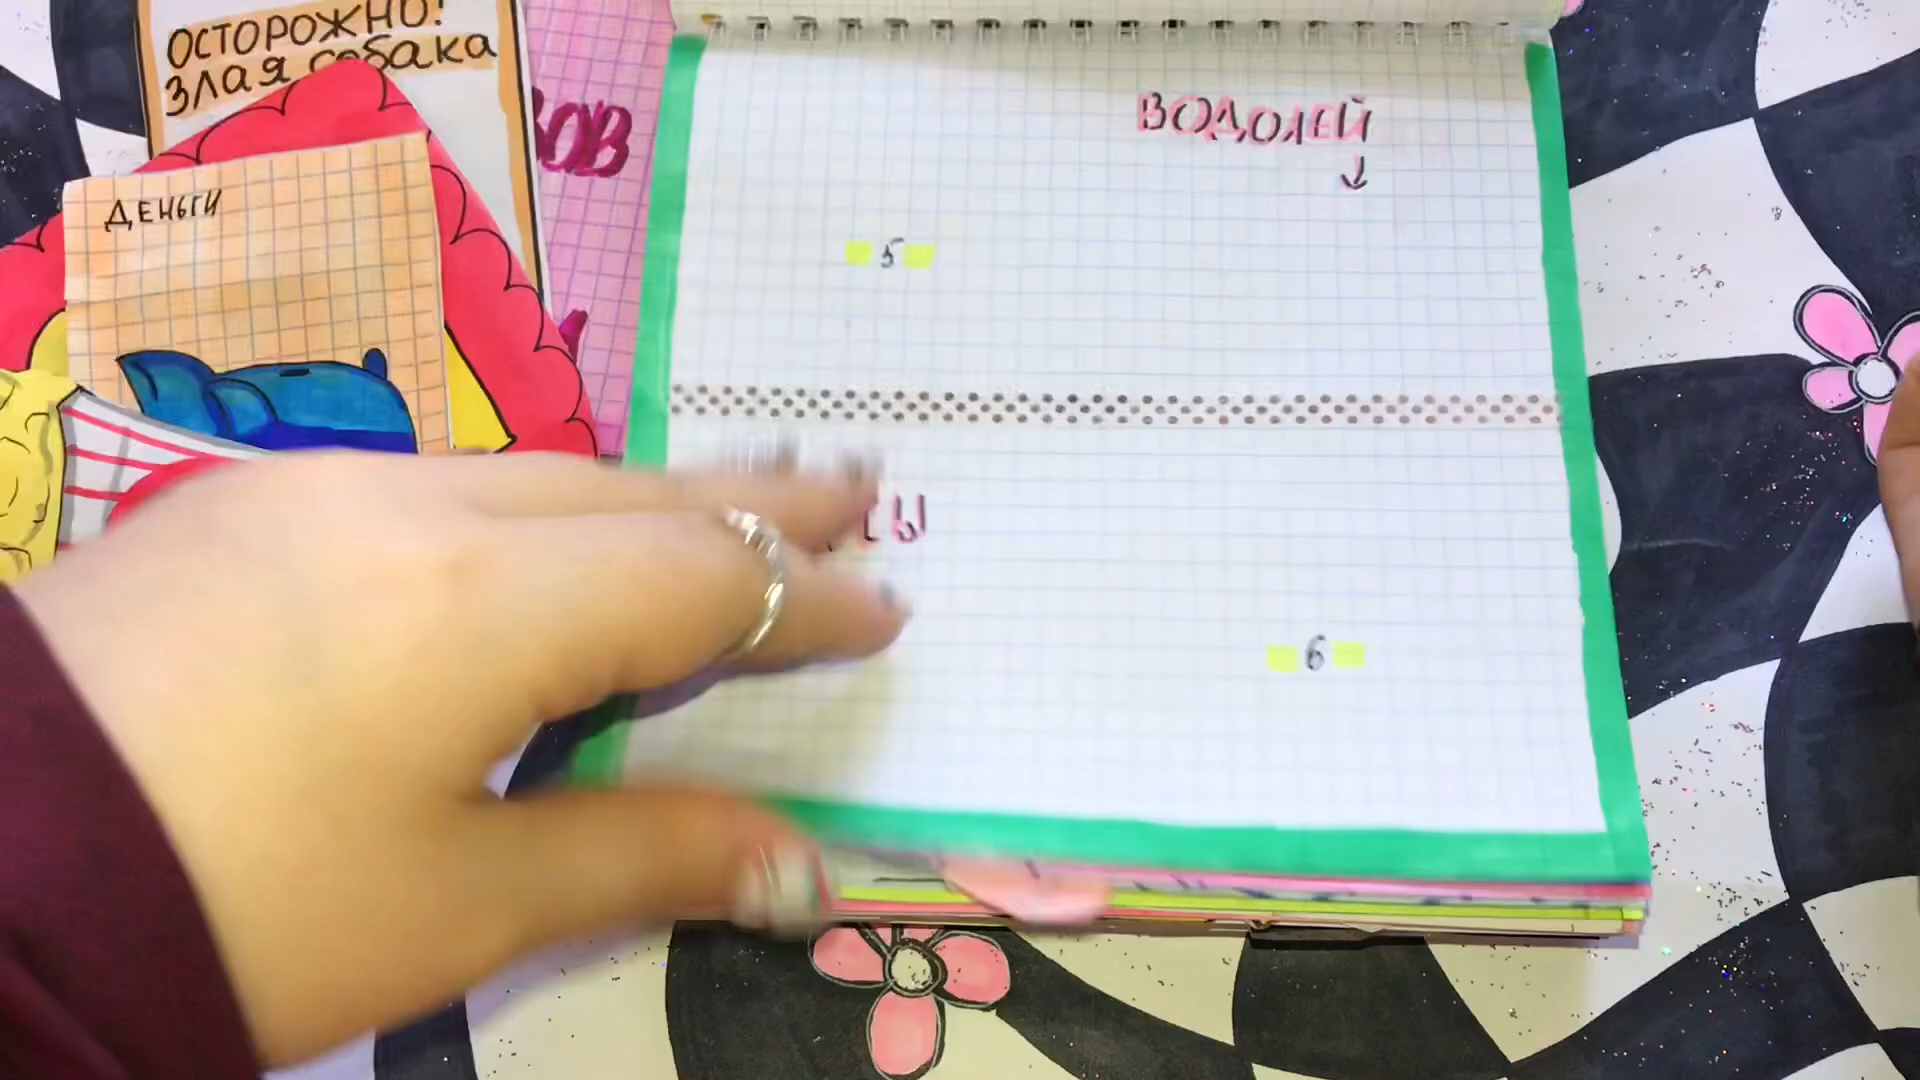 ОСТОРОЖНО!
ЗЛАЯ собака
ДЕНЬГИ
ВОДОЛЕЙ
5
6